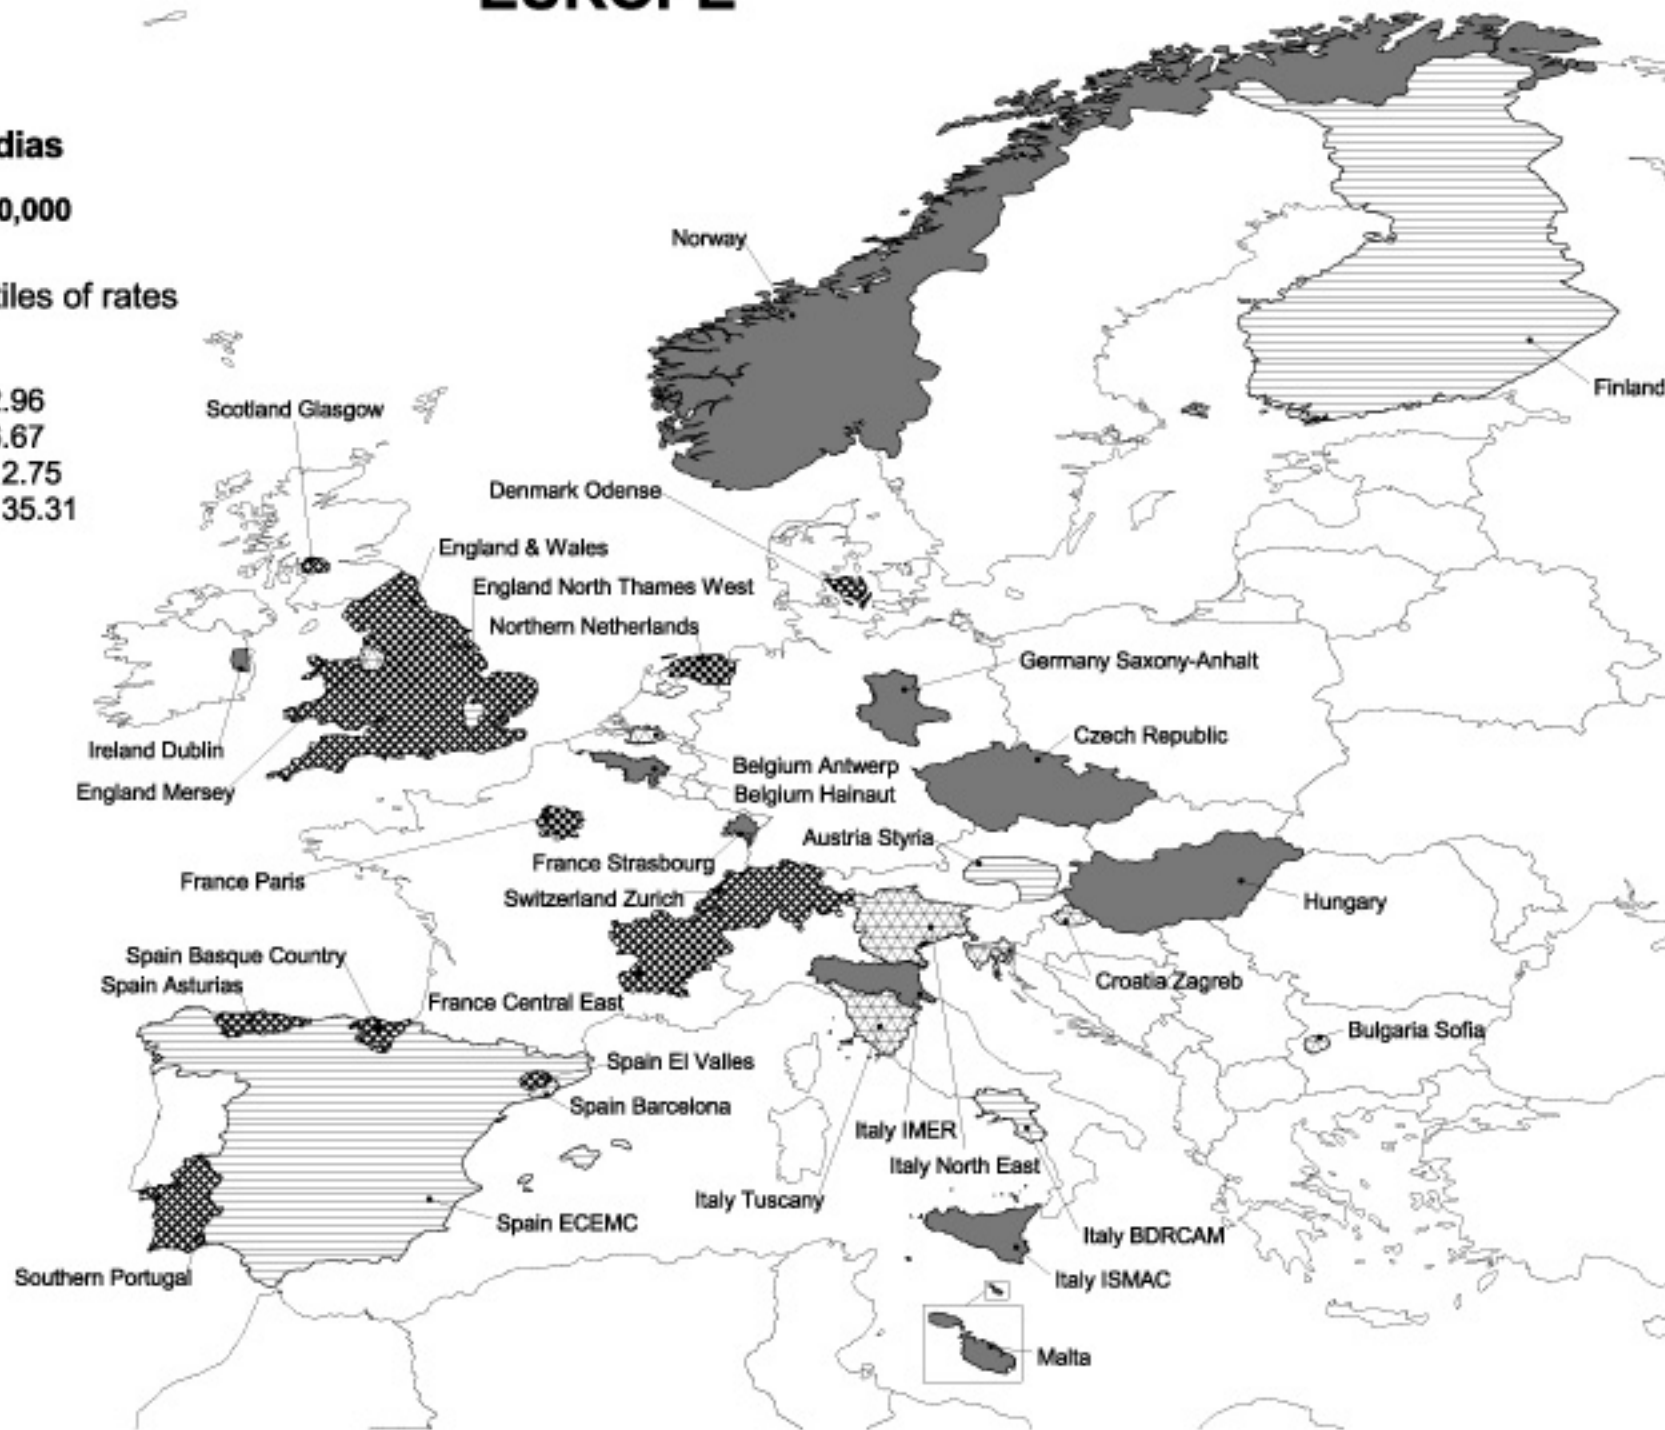 EUROPE
dias
0,000
tiles of rates
2.96
.67
2.75
35.31
Norway
Finland
Scotland Glasgow
Denmark Odense
England & Wales
England North Thames West
Northern Netherlands
Germany Saxony-Anhalt
Ireland Dublin
England Mersey
Czech Republic
Belgium Antwerp
Belgium Hainaut
Austria Styria
France Strasbourg
France Paris
Switzerland Zurich
Hungary
Spain Basque Country
Spain Asturias
France Central East
Croatia Zagreb
Bulgaria Sofia
Spain El Valles
Spain Barcelona
Italy IMER
Italy North East
Italy Tuscany
Spain ECEMC
Italy BDRCAM
Italy ISMAC
Southern Portugal
Malta